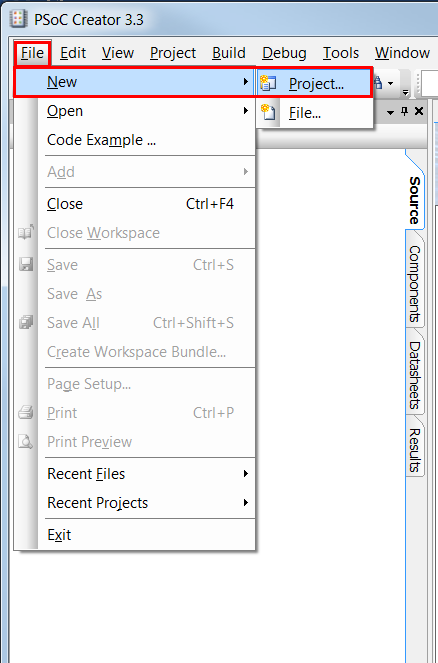 PSoC Creator 3.3
File Edit View Project Build Debug Tools Window
New
Project...
Open
File...
Code Example ...
Add
Close Ctrl+F4
Close Workspace
Save Ctrl+S
Save As
Save All Ctrl+Shift+S
Create Workspace Bundle...
Page Setup...
Print Ctrl+P
Print Preview
Recent Files
Recent Projects
Exit
Source
Components
Datasheets
Results